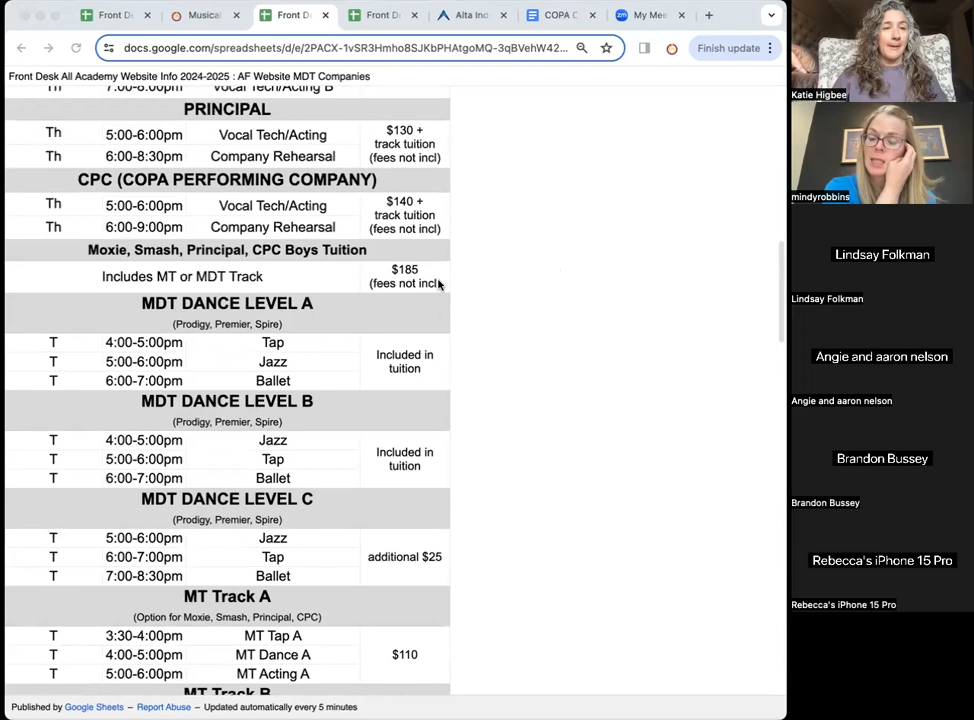 Front De
Musical
Front De
Front De
Alta Ind
COPA C
My Mee
docs.google.com/spreadsheets/d/e/2PACX-1vSR3Hmho8SJKbPHAtgoMQ-3qBVehW42...
Finish update
Front Desk All Academy Website Info 2024-2025 : AF Website MDT Companies
Th 7:00-8:00pm Vocal Tech/Acting B
PRINCIPAL
Th 5:00-6:00pm Vocal Tech/Acting
Th 6:00-8:30pm Company Rehearsal
$130 +
track tuition
(fees not incl)
CPC (COPA PERFORMING COMPANY)
Th 5:00-6:00pm Vocal Tech/Acting
Th 6:00-9:00pm Company Rehearsal
$140 +
track tuition
(fees not incl)
Moxie, Smash, Principal, CPC Boys Tuition
Includes MT or MDT Track
$185
(fees not incl
MDT DANCE LEVEL A
(Prodigy, Premier, Spire)
T 4:00-5:00pm Tap
T 5:00-6:00pm Jazz
T 6:00-7:00pm Ballet
Included in
tuition
MDT DANCE LEVEL B
(Prodigy, Premier, Spire)
T 4:00-5:00pm Jazz
T 5:00-6:00pm Tap
T 6:00-7:00pm Ballet
Included in
tuition
MDT DANCE LEVEL C
(Prodigy, Premier, Spire)
T 5:00-6:00pm Jazz
T 6:00-7:00pm Tap
T 7:00-8:30pm Ballet
additional $25
MT Track A
(Option for Moxie, Smash, Principal, CPC)
T 3:30-4:00pm MT Tap A
T 4:00-5:00pm MT Dance A
T 5:00-6:00pm MT Acting A
$110
MT Track B
Published by Google Sheets – Report Abuse – Updated automatically every 5 minutes
Katie Higbee
mindyrobbins
Lindsay Folkman
Lindsay Folkman
Angie and aaron nelson
Angie and aaron nelson
Brandon Bussey
Brandon Bussey
Rebecca's iPhone 15 Pro
Rebecca's iPhone 15 Pro